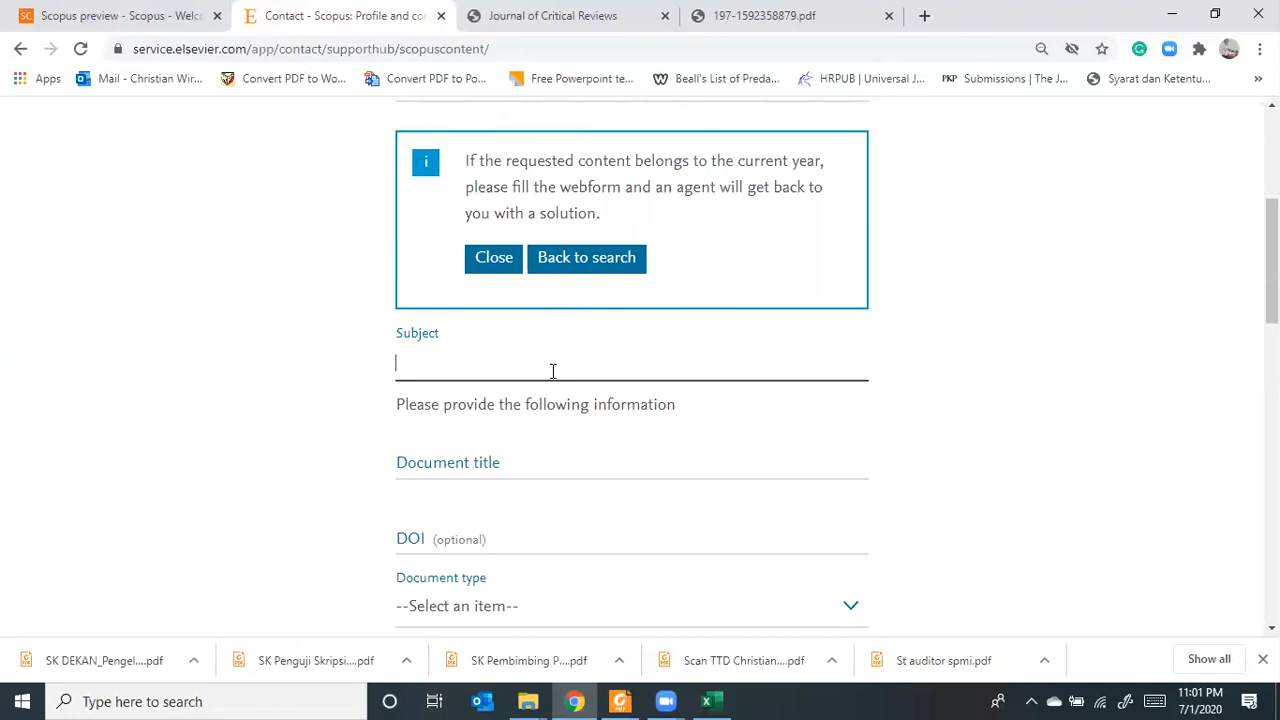 Scopus preview - Scopus - Welco
Contact - Scopus: Profile and con
Journal of Critical Reviews
197-1592358879.pdf
service.elsevier.com/app/contact/supporthub/scopuscontent/
Apps
Mail - Christian Wir...
Convert PDF to Wo...
Convert PDF to Po...
Free Powerpoint te...
Beall's List of Preda...
HRPUB | Universal J...
PKP Submissions | The J...
Syarat dan Ketentu...
If the requested content belongs to the current year,
please fill the webform and an agent will get back to
you with a solution.
Close
Back to search
Subject
Please provide the following information
Document title
DOI (optional)
Document type
--Select an item--
SK DEKAN_Pengel....pdf
SK Penguji Skripsi....pdf
SK Pembimbing P....pdf
Scan TTD Christian....pdf
St auditor spmi.pdf
Show all
Type here to search
11:01 PM
7/1/2020